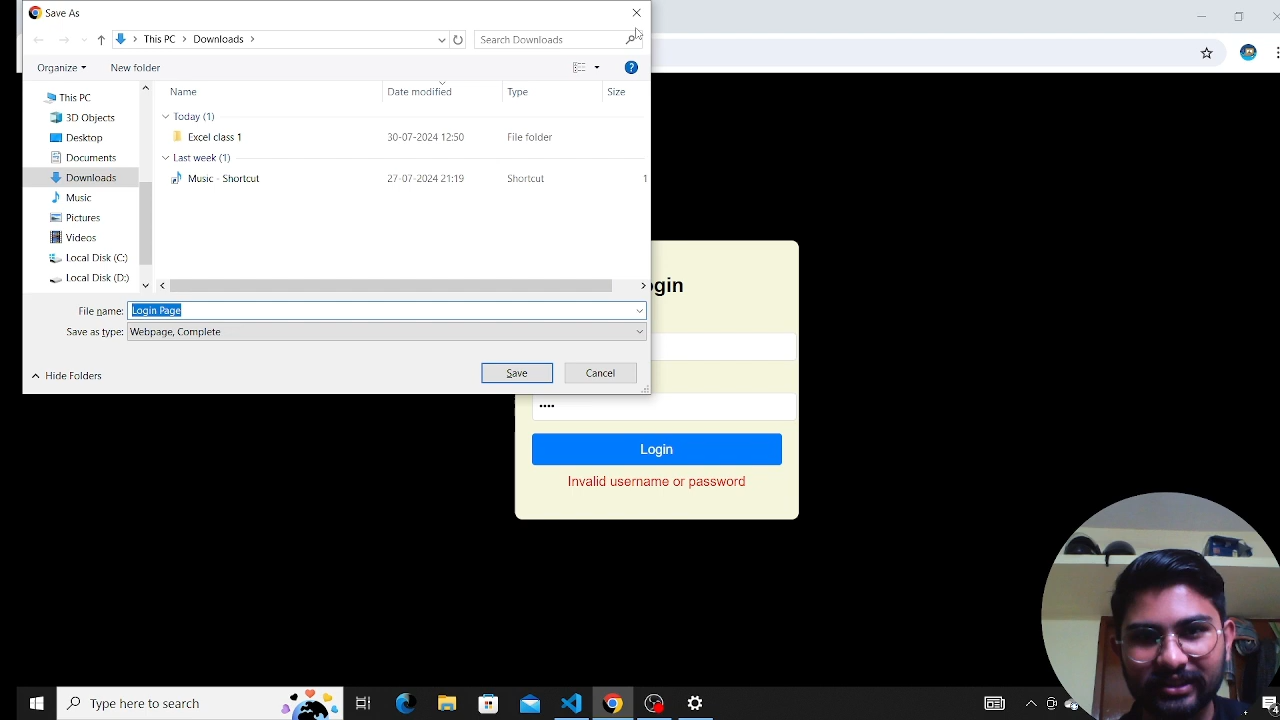 Save As
This PC
Downloads
Search Downloads
Organize
New folder
?
Name
Date modified
Type
Size
Today (1)
Excel class 1
30-07-2024 12:50
File folder
Last week (1)
Music - Shortcut
27-07-2024 21:19
Shortcut
1
This PC
3D Objects
Desktop
Documents
Downloads
Music
Pictures
Videos
Local Disk (C:)
Local Disk (D:)
File name:
Login Page
Save as type:
Webpage, Complete
Hide Folders
Save
Cancel
gin
Login
Invalid username or password
Type here to search